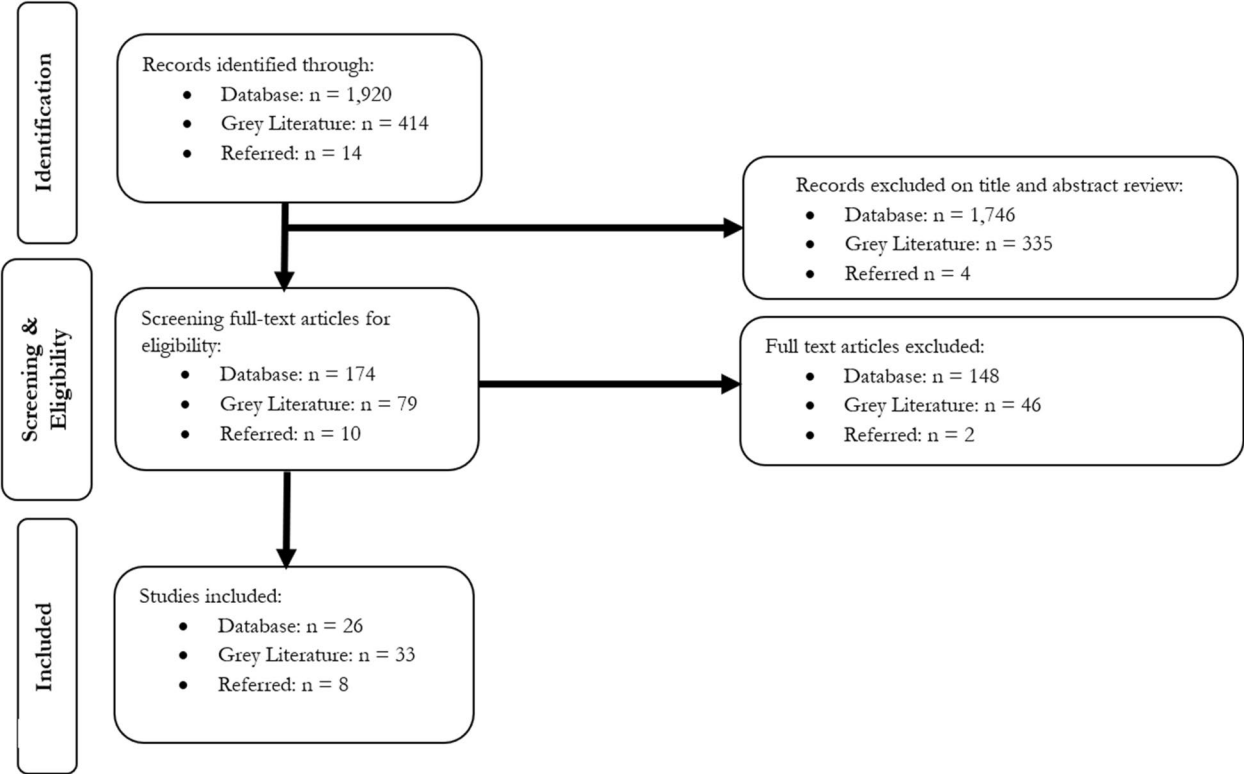 Identification
Records identified through:
• Database: n = 1,920
• Grey Literature: n = 414
• Referred: n = 14
Records excluded on title and abstract review:
• Database: n = 1,746
• Grey Literature: n = 335
• Referred n = 4
Screening &
Eligibility
Screening full-text articles for
eligibility:
• Database: n = 174
• Grey Literature: n = 79
• Referred: n = 10
Full text articles excluded:
• Database: n = 148
• Grey Literature: n = 46
• Referred: n = 2
Included
Studies included:
• Database: n = 26
• Grey Literature: n = 33
• Referred: n = 8